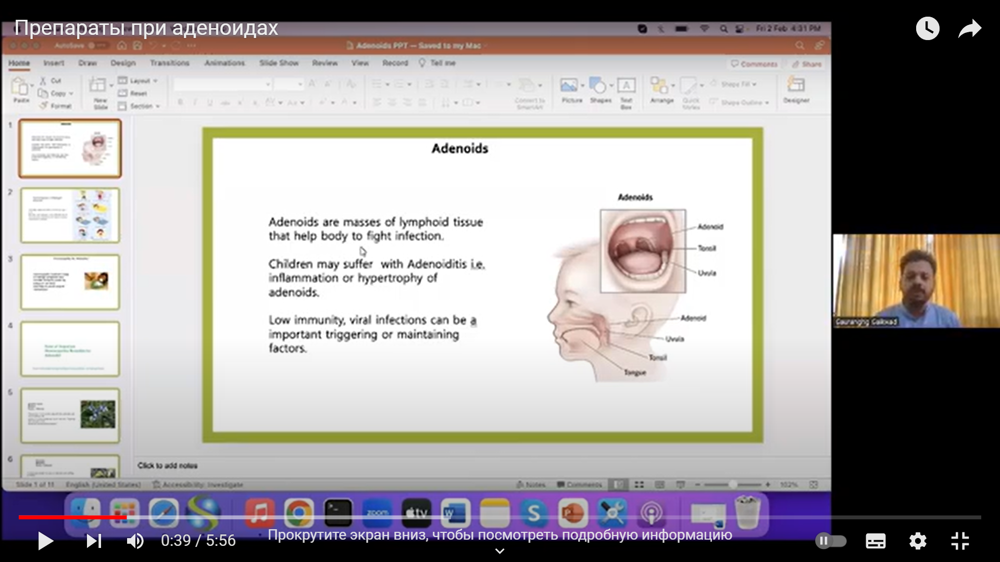 Препараты при аденоидах
Fri 2 Feb 4:31 PM
AutoSave
Adenoids PPT — Saved to my Mac
Home Insert Draw Design Transitions Animations Slide Show Review View Record Tell me
Comments Share
Paste
Cut
Copy
Format
New Slide
Layout
Reset
Section
Convert to SmartArt
Picture Shapes Text Box
Arrange
Quick Styles
Shape Fill
Shape Outline
Designer
1
2
3
4
5
6
Adenoids
Adenoids are masses of lymphoid tissue
that help body to fight infection.
Children may suffer with Adenoiditis i.e.
inflammation or hypertrophy of
adenoids.
Low immunity, viral infections can be a
important triggering or maintaining
factors.
Adenoids
Adenoid
Tonsil
Uvula
Adenoid
Uvula
Tonsil
Tongue
Click to add notes
Slide 1 of 11 English (United States) Accessibility: Investigate
Notes Comments 102%
zoom
tv
W
S
P
0:39 / 5:56
Прокрутите экран вниз, чтобы посмотреть подробную информацию